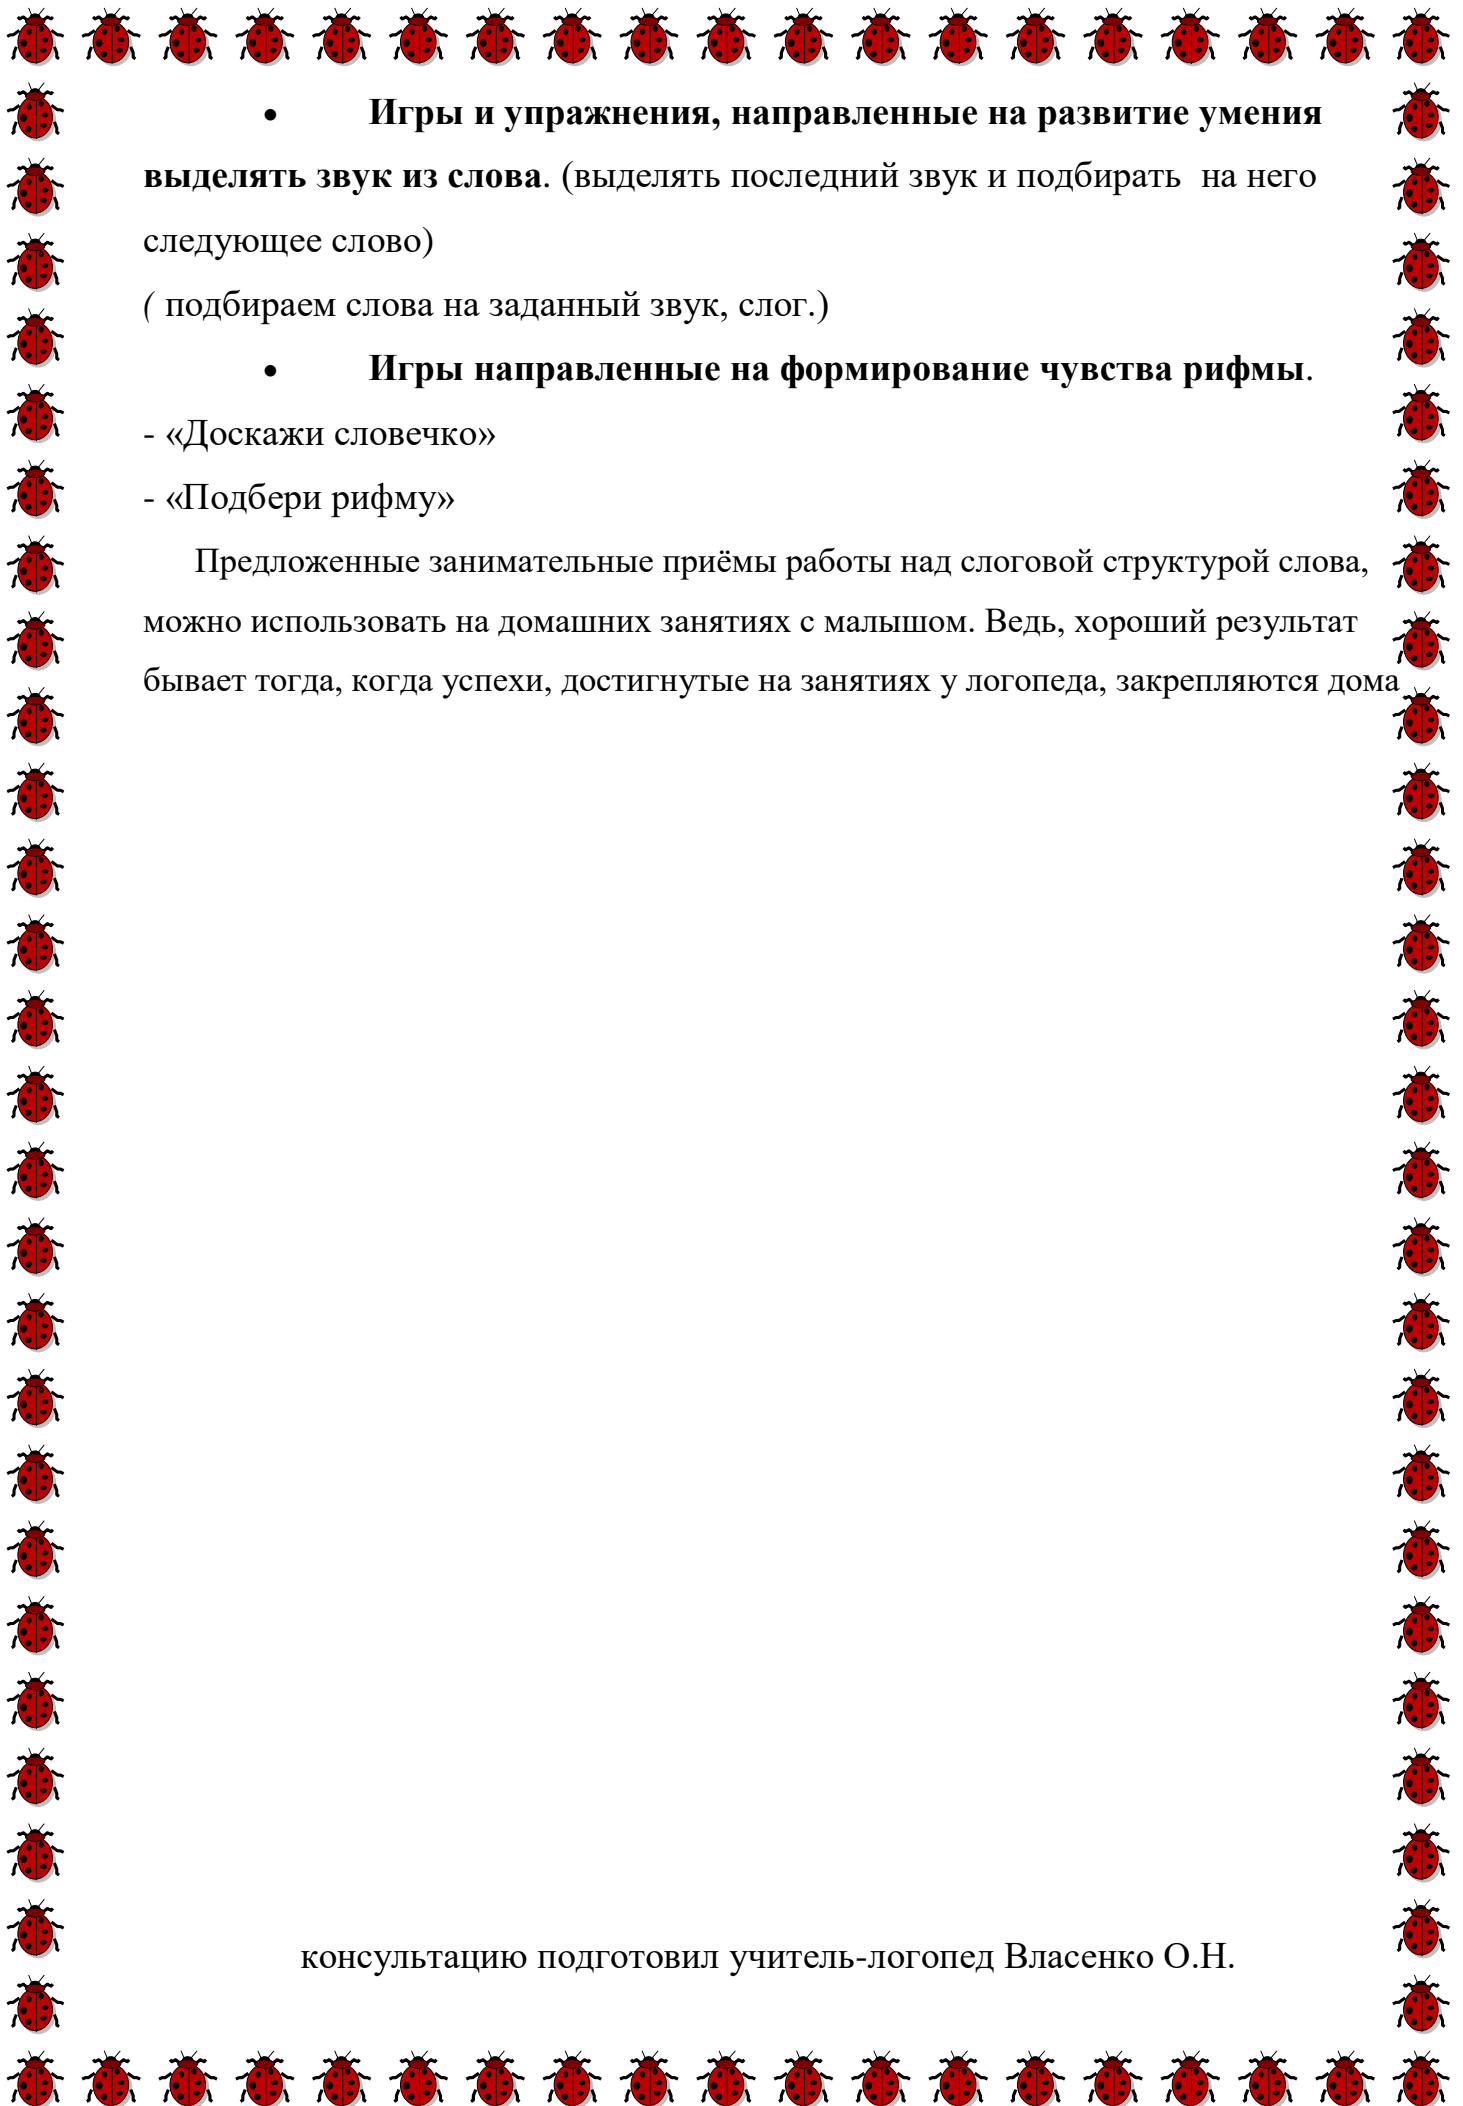 • Игры и упражнения, направленные на развитие умения
выделять звук из слова. (выделять последний звук и подбирать на него
следующее слово)
( подбираем слова на заданный звук, слог.)
• Игры направленные на формирование чувства рифмы.
- «Доскажи словечко»
- «Подбери рифму»
Предложенные занимательные приёмы работы над слоговой структурой слова,
можно использовать на домашних занятиях с малышом. Ведь, хороший результат
бывает тогда, когда успехи, достигнутые на занятиях у логопеда, закрепляются дома
консультацию подготовил учитель-логопед Власенко О.Н.